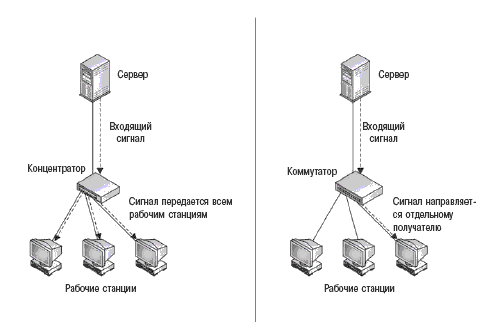 Сервер
Входящий
сигнал
Концентратор
Сигнал передается всем
рабочим станциям
Рабочие станции
Сервер
Входящий
сигнал
Коммутатор
Сигнал направляет-
ся отдельному
получателю
Рабочие станции